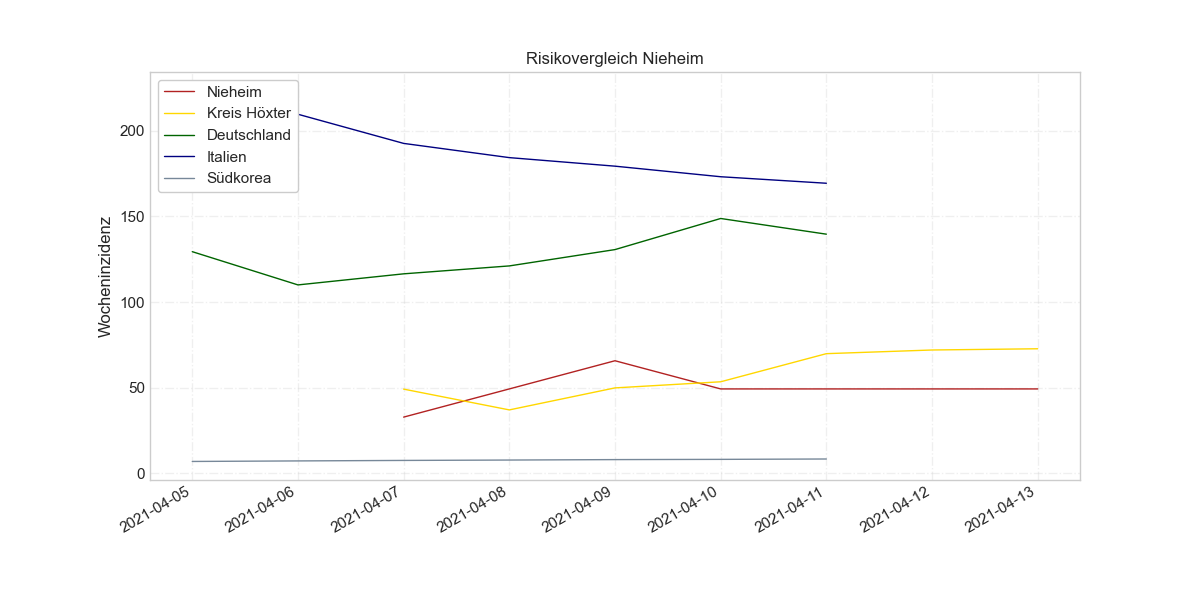 Risikovergleich Nieheim
Nieheim
Kreis Höxter
Deutschland
Italien
Südkorea
Wocheninzidenz
200
150
100
50
0
2021-04-05
2021-04-06
2021-04-07
2021-04-08
2021-04-09
2021-04-10
2021-04-11
2021-04-12
2021-04-13